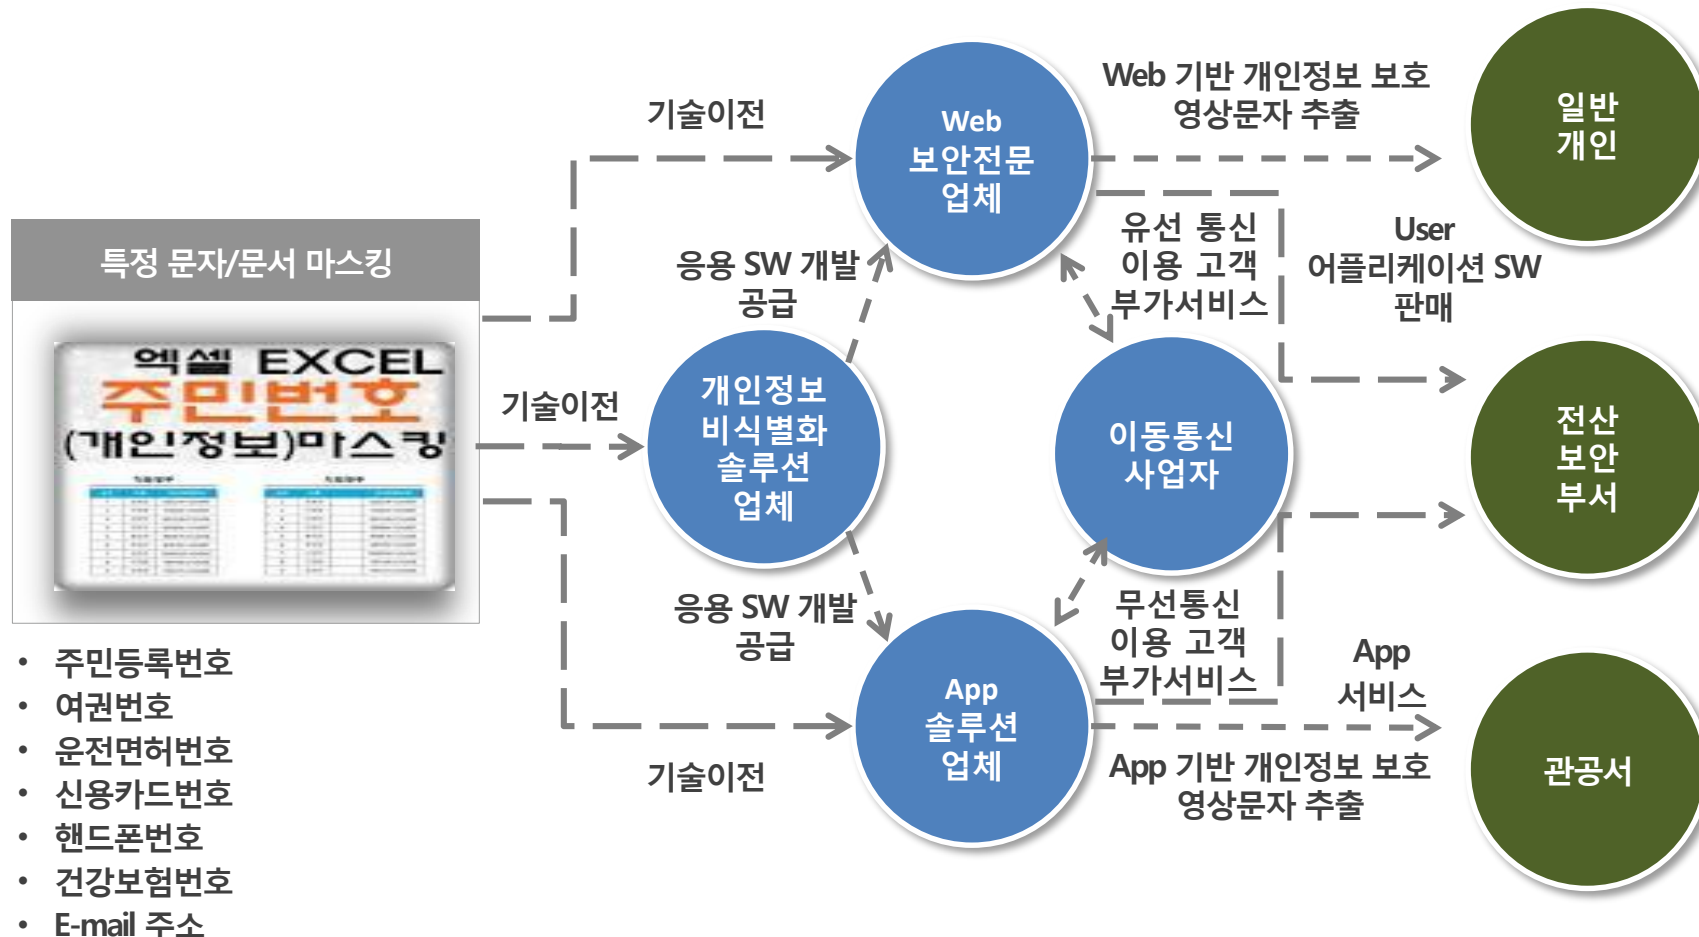 특정 문자/문서 마스킹
엑셀 EXCEL
주민번호
(개인정보)마스킹
• 주민등록번호
• 여권번호
• 운전면허번호
• 신용카드번호
• 핸드폰번호
• 건강보험번호
• E-mail 주소
기술이전
기술이전
기술이전
응용 SW 개발
공급
개인정보
비식별화
솔루션
업체
응용 SW 개발
공급
Web
보안전문
업체
유선 통신
이용 고객
부가서비스
이동통신
사업자
무선통신
이용 고객
부가서비스
App
솔루션
업체
Web 기반 개인정보 보호
영상문자 추출
User
어플리케이션 SW
판매
App
서비스
App 기반 개인정보 보호
영상문자 추출
일반
개인
전산
보안
부서
관공서